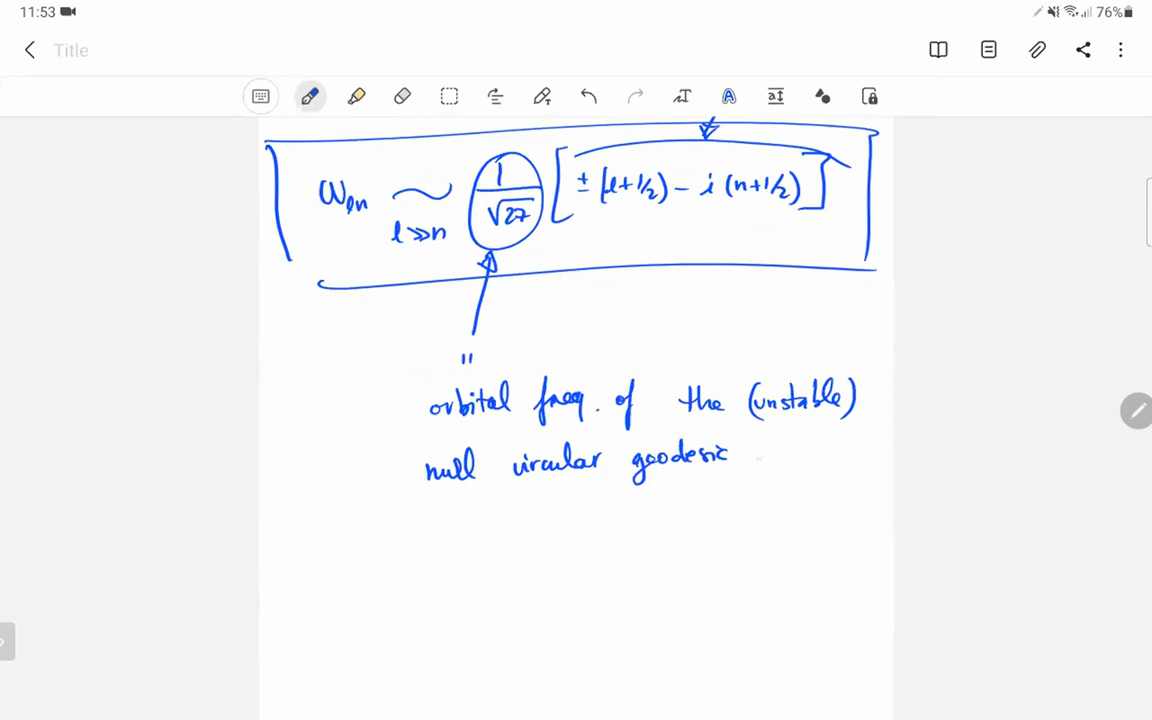 11:53 76%
Title
ω_{ln} ~ 1/√27 [± (l+1/2) - i (n+1/2)]
l≫n
"
orbital freq. of the (unstable)
null circular geodesic